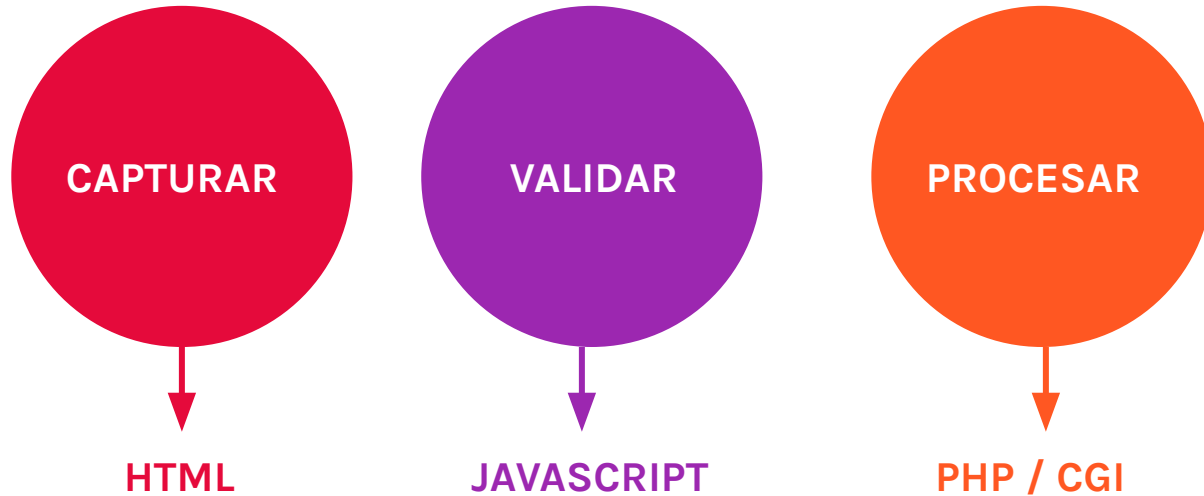 CAPTURAR
VALIDAR
PROCESAR
HTML
JAVASCRIPT
PHP / CGI